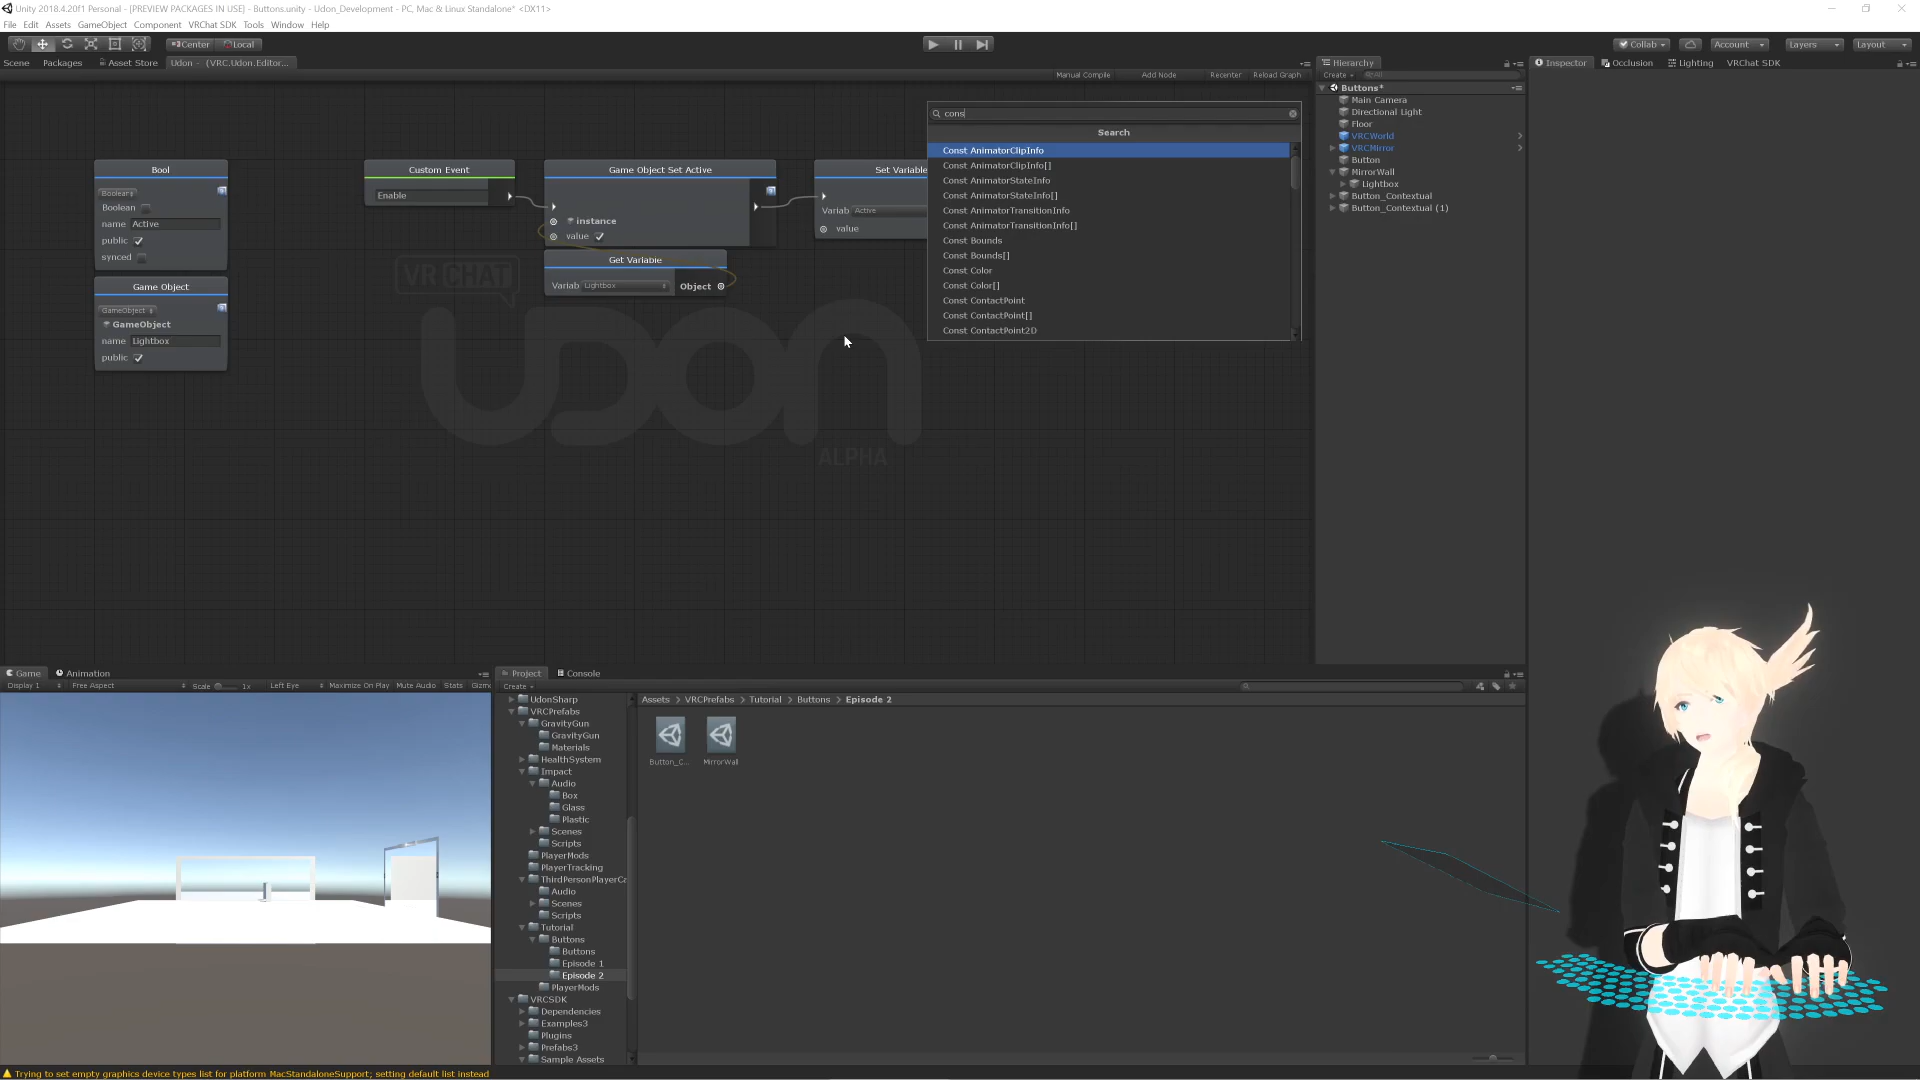 Buttons.Unity 2018.4.20f1 Personal - [PREVIEW PACKAGES IN USE] - Buttons.unity - Udon_Development - PC, Mac & Linux Standalone* <DX11>
File Edit Assets GameObject Component VRChat SDK Tools Window Help
Center Local
Collab Account Layers Layout
Scene Packages Asset Store Udon - (VRC.Udon.Editor...
Manual Compile Add Node Recenter Reload Graph
cons
Search
Const AnimatorClipInfo
Const AnimatorClipInfo[]
Const AnimatorStateInfo
Const AnimatorStateInfo[]
Const AnimatorTransitionInfo
Const AnimatorTransitionInfo[]
Const Bounds
Const Bounds[]
Const Color
Const Color[]
Const ContactPoint
Const ContactPoint[]
Const ContactPoint2D
Bool
Boolean
Boolean
name Active
public
synced
Game Object
GameObject
GameObject
name Lightbox
public
Custom Event
Enable
Game Object Set Active
instance
value
Get Variable
Variab Lightbox Object
Set Variable
Variab Active
value
VRCHAT
UDON
ALPHA
Hierarchy
Create All
Buttons*
Main Camera
Directional Light
Floor
VRCWorld
VRCMirror
Button
MirrorWall
Lightbox
Button_Contextual
Button_Contextual (1)
Inspector Occlusion Lighting VRChat SDK
Game Animation
Display 1 Free Aspect Scale 1x Left Eye Maximize On Play Mute Audio Stats Gizm
Project Console
Create
UdonSharp
VRCPrefabs
GravityGun
GravityGun
Materials
HealthSystem
Impact
Audio
Box
Glass
Plastic
Scenes
Scripts
PlayerMods
PlayerTracking
ThirdPersonPlayerCr
Audio
Scenes
Scripts
Tutorial
Buttons
Buttons
Episode 1
Episode 2
PlayerMods
VRCSDK
Dependencies
Examples3
Plugins
Prefabs3
Sample Assets
Assets > VRCPrefabs > Tutorial > Buttons > Episode 2
Button_C... MirrorWall
Trying to set empty graphics device types list for platform MacStandaloneSupport; setting default list instead